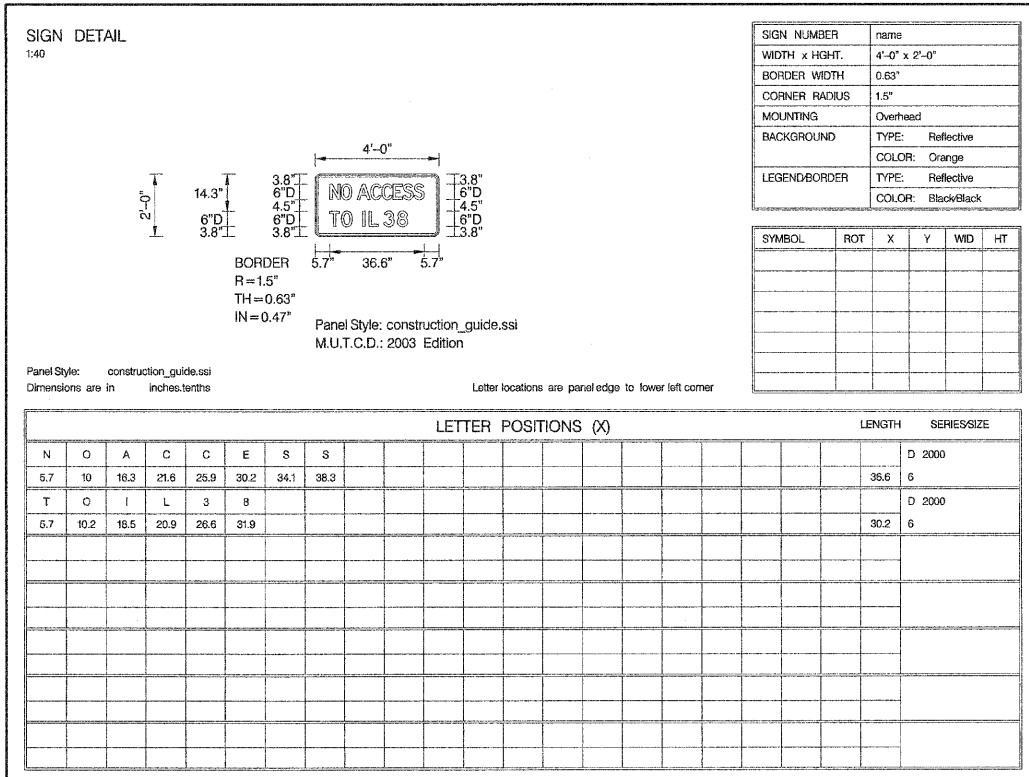 SIGN DETAIL
1:40
SIGN NUMBER name
WIDTH x HGHT. 4'-0" x 2'-0"
BORDER WIDTH 0.63"
CORNER RADIUS 1.5"
MOUNTING Overhead
BACKGROUND TYPE: Reflective
COLOR: Orange
LEGEND/BORDER TYPE: Reflective
COLOR: Black/Black
SYMBOL ROT X Y WID HT
4'-0"
2'-0"
14.3"
6"D
3.8"
3.8"
6"D
4.5"
6"D
3.8"
NO ACCESS
TO IL 38
3.8"
6"D
4.5"
6"D
3.8"
5.7" 36.6" 5.7"
BORDER
R=1.5"
TH=0.63"
IN=0.47"
Panel Style: construction_guide.ssi
M.U.T.C.D.: 2003 Edition
Panel Style: construction_guide.ssi
Dimensions are in inches.tenths
Letter locations are panel edge to lower left corner
LETTER POSITIONS (X) LENGTH SERIES/SIZE
N O A C C E S S D 2000
5.7 10 16.3 21.6 25.9 30.2 34.1 38.3 36.6 6
T O I L 3 8 D 2000
5.7 10.2 18.5 20.9 26.6 31.9 30.2 6